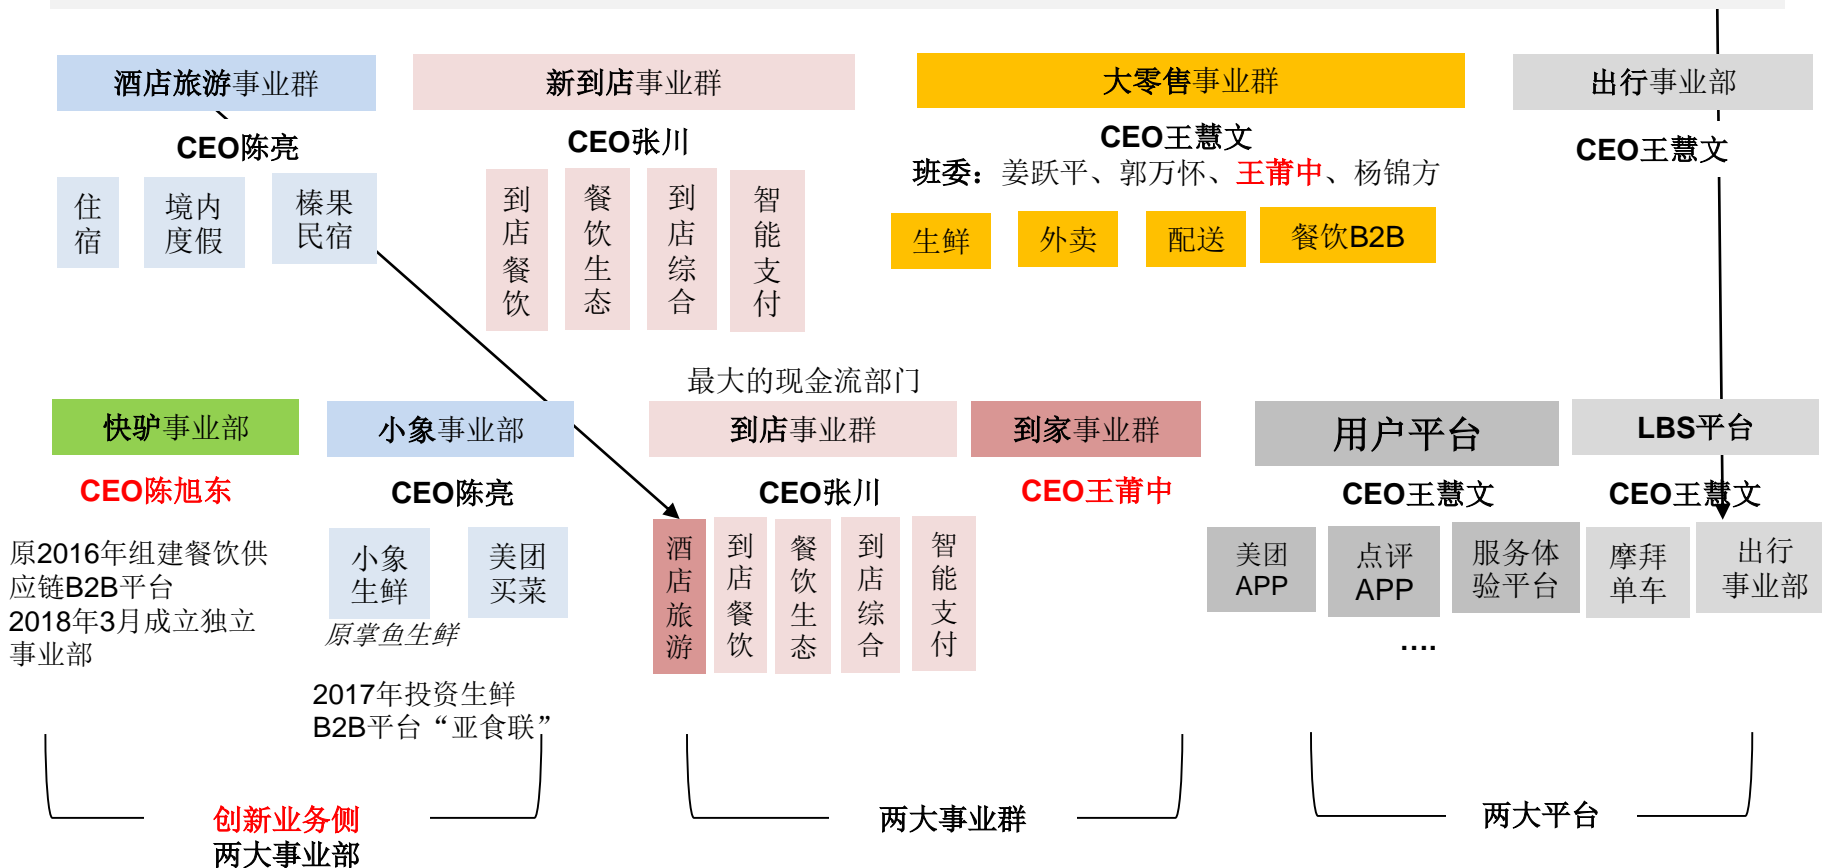 酒店旅游事业群
新到店事业群
大零售事业群
出行事业部
CEO陈亮
CEO张川
CEO王慧文
班委：姜跃平、郭万怀、王莆中、杨锦方
CEO王慧文
住宿
境内
度假
榛果
民宿
到店餐饮
餐饮生态
到店综合
智能支付
生鲜
外卖
配送
餐饮B2B
最大的现金流部门
快驴事业部
小象事业部
到店事业群
到家事业群
用户平台
LBS平台
CEO陈旭东
CEO陈亮
CEO张川
CEO王莆中
CEO王慧文
CEO王慧文
原2016年组建餐饮供
应链B2B平台
2018年3月成立独立
事业部
小象
生鲜
美团
买菜
原掌鱼生鲜
2017年投资生鲜
B2B平台“亚食联”
酒店旅游
到店餐饮
餐饮生态
到店综合
智能支付
美团
APP
点评
APP
服务体
验平台
摩拜
单车
出行
事业部
....
创新业务侧
两大事业部
两大事业群
两大平台